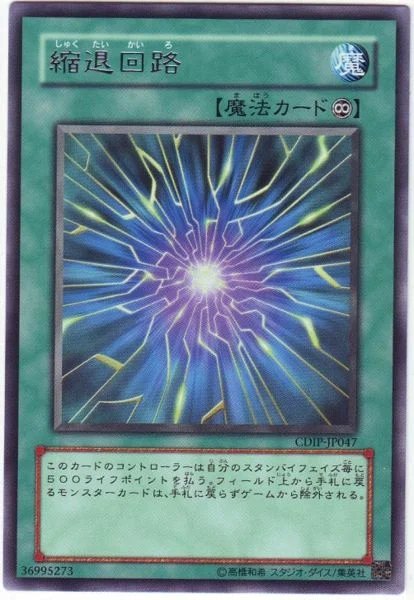 しゅく たい かい ろ
縮退回路
魔
ま ほう
【魔法カード】
CDIP-JP047
このカードのコントローラーは自分のスタンバイフェイズ毎に
500ライフポイントを払う。フィールド上から手札に戻
るモンスターカードは、手札に戻らずゲームから除外される。
36995273
©高橋和希 スタジオ・ダイス/集英社